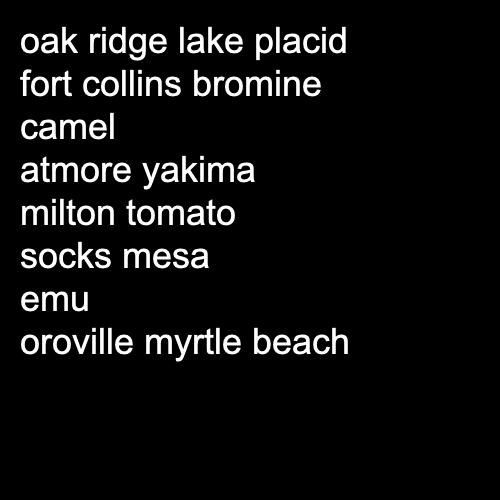 oak ridge lake placid
fort collins bromine
camel
atmore yakima
milton tomato
socks mesa
emu
oroville myrtle beach